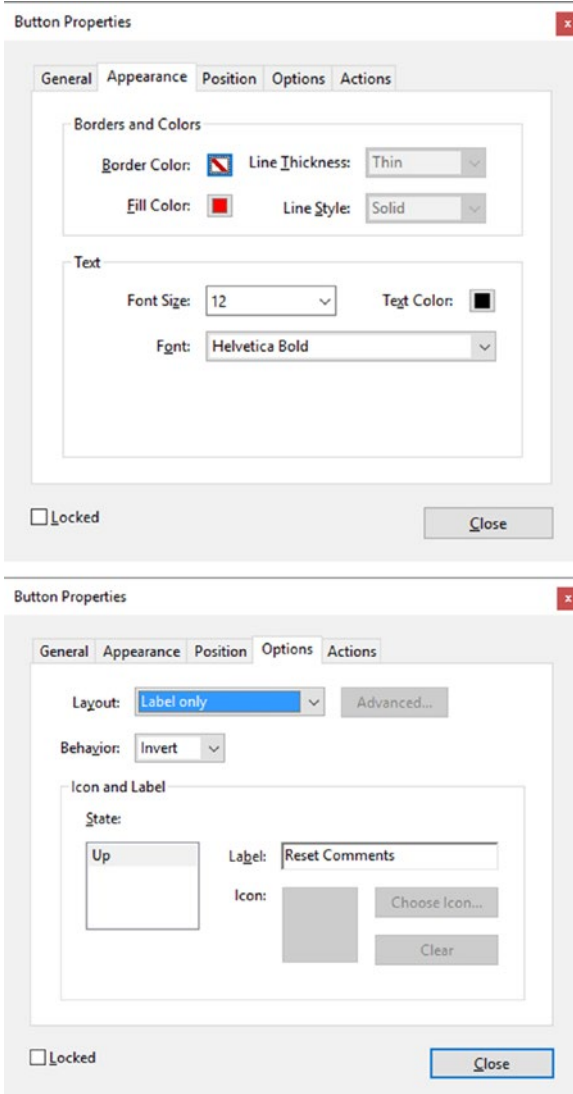 Button Properties
x
General Appearance Position Options Actions
Borders and Colors
Border Color: Line Thickness: Thin
Fill Color: Line Style: Solid
Text
Font Size: 12 Text Color:
Font: Helvetica Bold
Locked
Close
Button Properties
x
General Appearance Position Options Actions
Layout: Label only Advanced...
Behavior: Invert
Icon and Label
State:
Up Label: Reset Comments
Icon: Choose Icon...
Clear
Locked
Close